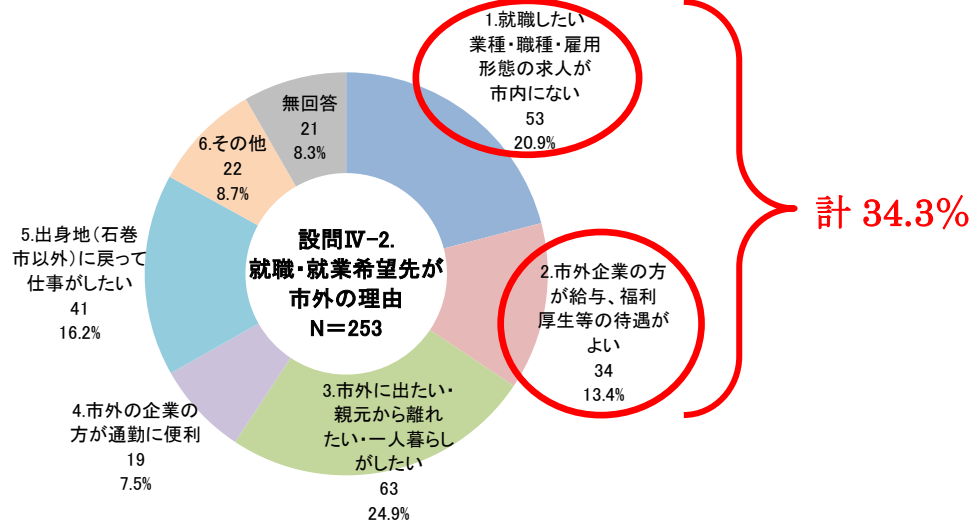 1.就職したい
業種・職種・雇用
形態の求人が
市内にない
53
20.9%
無回答
21
8.3%
6.その他
22
8.7%
計 34.3%
5.出身地(石巻
市以外)に戻って
仕事がしたい
41
16.2%
設問Ⅳ-2.
就職・就業希望先が
市外の理由
N=253
2.市外企業の方
が給与、福利
厚生等の待遇が
よい
34
13.4%
4.市外の企業の
方が通勤に便利
19
7.5%
3.市外に出たい・
親元から離れ
たい・一人暮らし
がしたい
63
24.9%